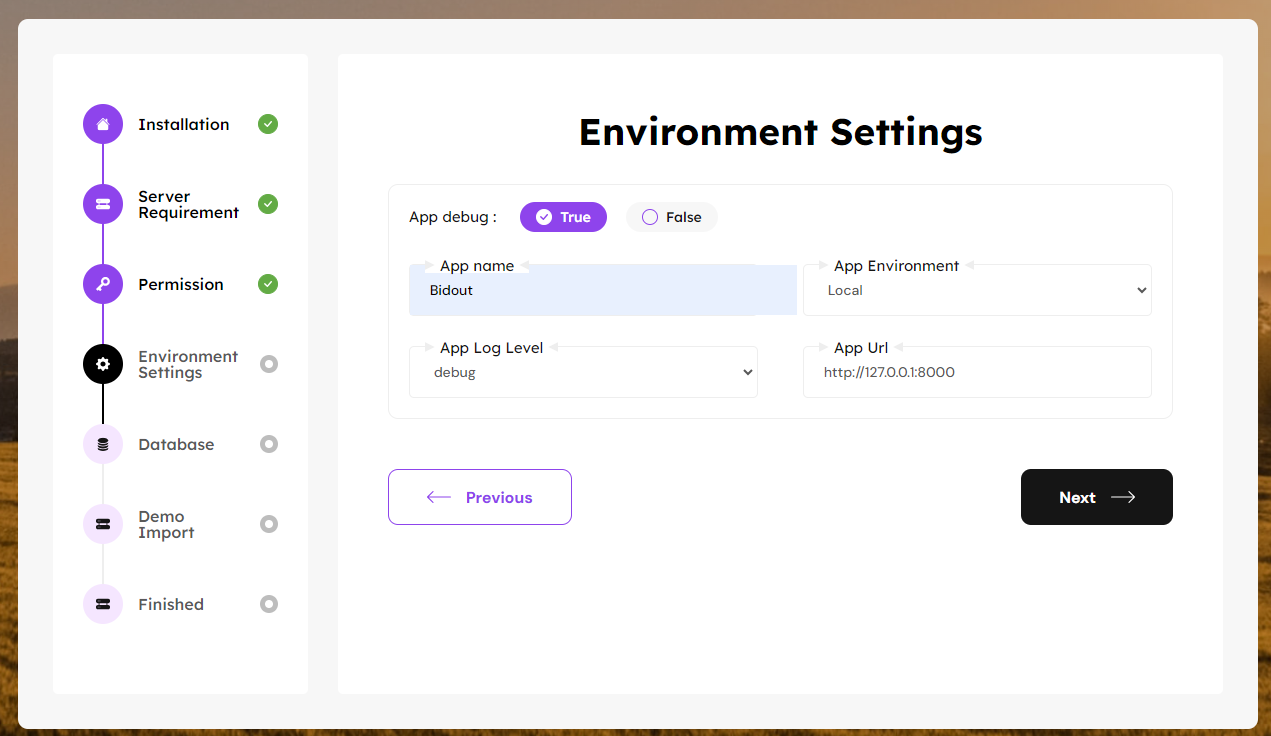 Installation
Server
Requirement
Permission
Environment
Settings
Database
Demo
Import
Finished
Environment Settings
App debug : True False
App name
Bidout
App Environment
Local
App Log Level
debug
App Url
http://127.0.0.1:8000
Previous
Next